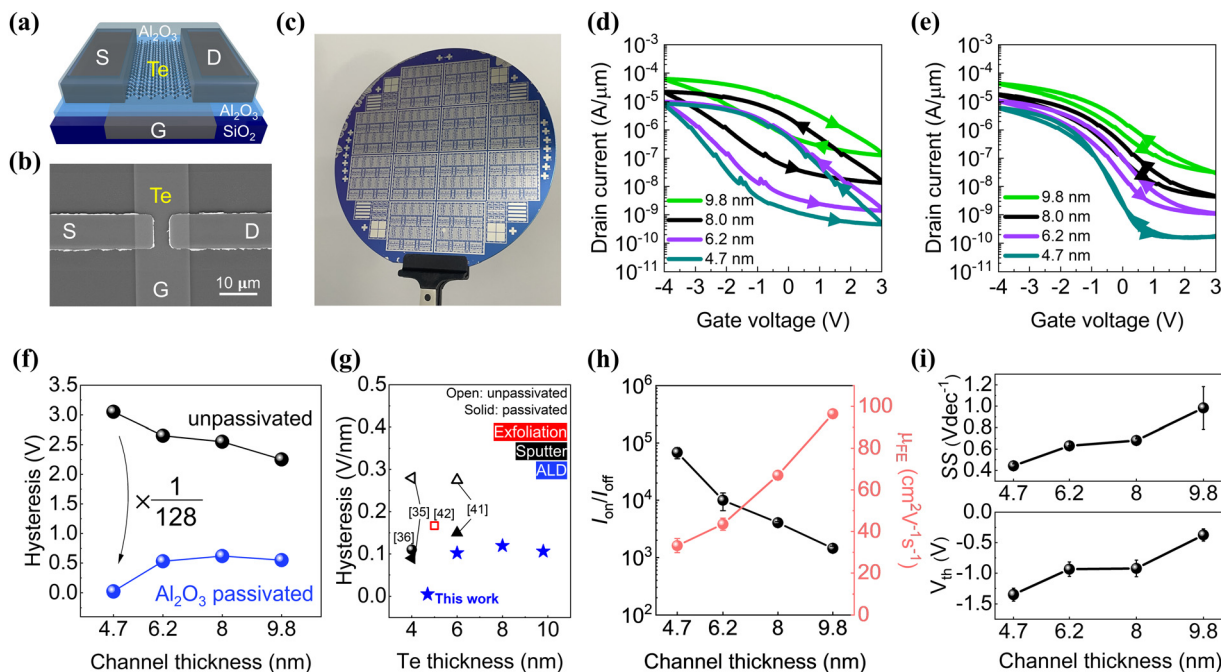 (a)
Al₂O₃
S
D
Te
Al₂O₃
G
SiO₂
(b)
Te
S
D
G
10 μm
(c)
(d)
Drain current (A/μm)
10⁻³
10⁻⁴
10⁻⁵
10⁻⁶
10⁻⁷
10⁻⁸
10⁻⁹
10⁻¹⁰
10⁻¹¹
9.8 nm
8.0 nm
6.2 nm
4.7 nm
-4 -3 -2 -1 0 1 2 3
Gate voltage (V)
(e)
Drain current (A/μm)
10⁻³
10⁻⁴
10⁻⁵
10⁻⁶
10⁻⁷
10⁻⁸
10⁻⁹
10⁻¹⁰
10⁻¹¹
9.8 nm
8.0 nm
6.2 nm
4.7 nm
-4 -3 -2 -1 0 1 2 3
Gate voltage (V)
(f)
Hysteresis (V)
3.5
3.0
2.5
2.0
1.5
1.0
0.5
0.0
unpassivated
×1/128
Al₂O₃ passivated
4.7 6.2 8 9.8
Channel thickness (nm)
(g)
Hysteresis (V/nm)
0.5
0.4
0.3
0.2
0.1
0.0
Open: unpassivated
Solid: passivated
Exfoliation
Sputter
ALD
[35]
[42]
[41]
[36]
This work
4 6 8 10
Te thickness (nm)
(h)
Iₒₙ/Iₒff
10⁶
10⁵
10⁴
10³
10²
100
80
60
40
20
0
μFE (cm²V⁻¹s⁻¹)
4.7 6.2 8 9.8
Channel thickness (nm)
(i)
SS (Vdec⁻¹)
1.2
1.0
0.8
0.6
0.4
4.7 6.2 8 9.8
Vth (V)
0.0
-0.5
-1.0
-1.5
4.7 6.2 8 9.8
Channel thickness (nm)